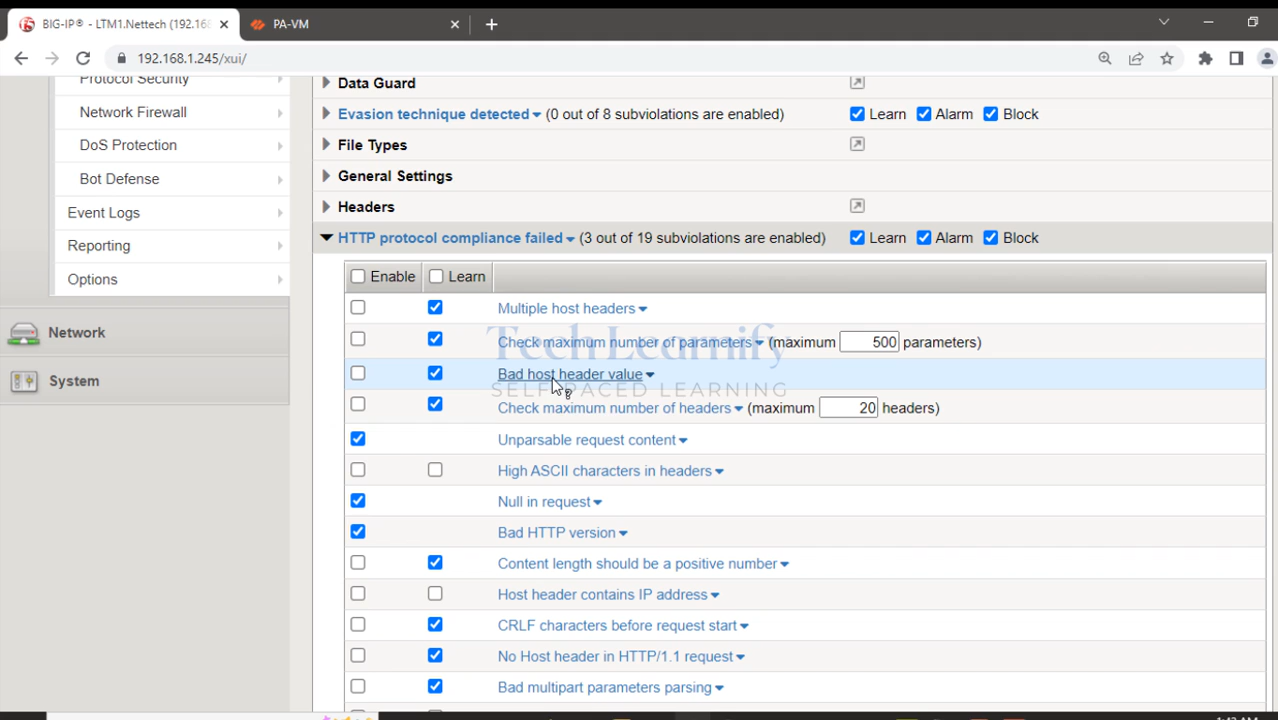 BIG-IP® - LTM1.Nettech (192.168
PA-VM
192.168.1.245/xui/
Protocol Security
Network Firewall
DoS Protection
Bot Defense
Event Logs
Reporting
Options
Network
System
Data Guard
Evasion technique detected (0 out of 8 subviolations are enabled) Learn Alarm Block
File Types
General Settings
Headers
HTTP protocol compliance failed (3 out of 19 subviolations are enabled) Learn Alarm Block
Enable Learn
Multiple host headers
Check maximum number of parameters (maximum 500 parameters)
Bad host header value
Check maximum number of headers (maximum 20 headers)
Unparsable request content
High ASCII characters in headers
Null in request
Bad HTTP version
Content length should be a positive number
Host header contains IP address
CRLF characters before request start
No Host header in HTTP/1.1 request
Bad multipart parameters parsing
Tech Learnify
SELF PACED LEARNING